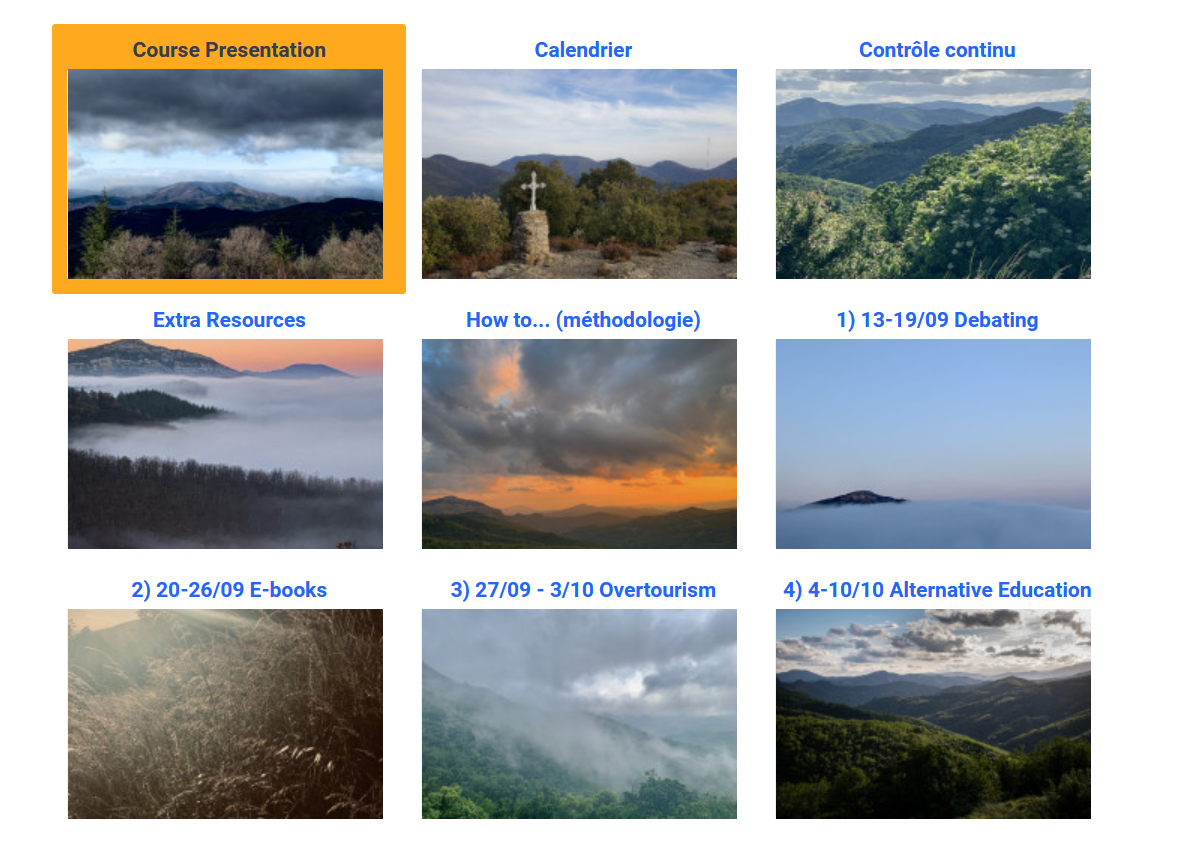 Course Presentation
Calendrier
Contrôle continu
Extra Resources
How to... (méthodologie)
1) 13-19/09 Debating
2) 20-26/09 E-books
3) 27/09 - 3/10 Overtourism
4) 4-10/10 Alternative Education